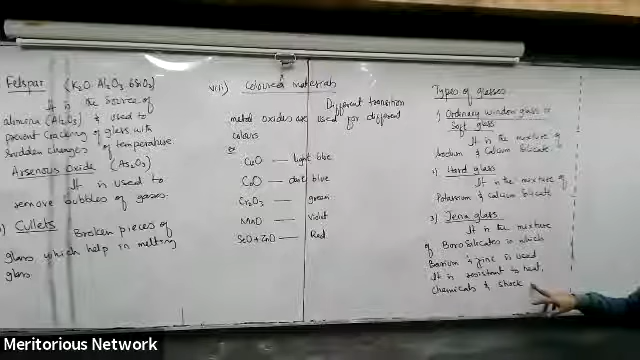 Felspar (K2O. Al2O3. 6SiO2)
It is the Source of
alimina (Al2O3) & used to
prevent cracking of glass with
sudden changes of temperature.
Arsenous Oxide (As2O3)
It is used to
remove bubbles of gases.
Cullets Broken pieces of
glass which help in melting
glass.
viii) Coloured materials
Different transition
metal oxides are used for different
colours
ex
CuO — light blue
CoO — dark blue
Cr2O3 — green
MnO — violet
SeO+ZnO — Red
Types of glasses
1) Ordinary window glass or
Soft glass
It is the mixture of
Sodium & Calcium Silicate.
2) Hard glass
It is the mixture of
Potassium & Calcium Silicate
3) Jena glass
It is the mixture
of Boro Silicates in which
Barium & zinc is used
It is resistant to heat,
Chemicals & shock
Meritorious Network